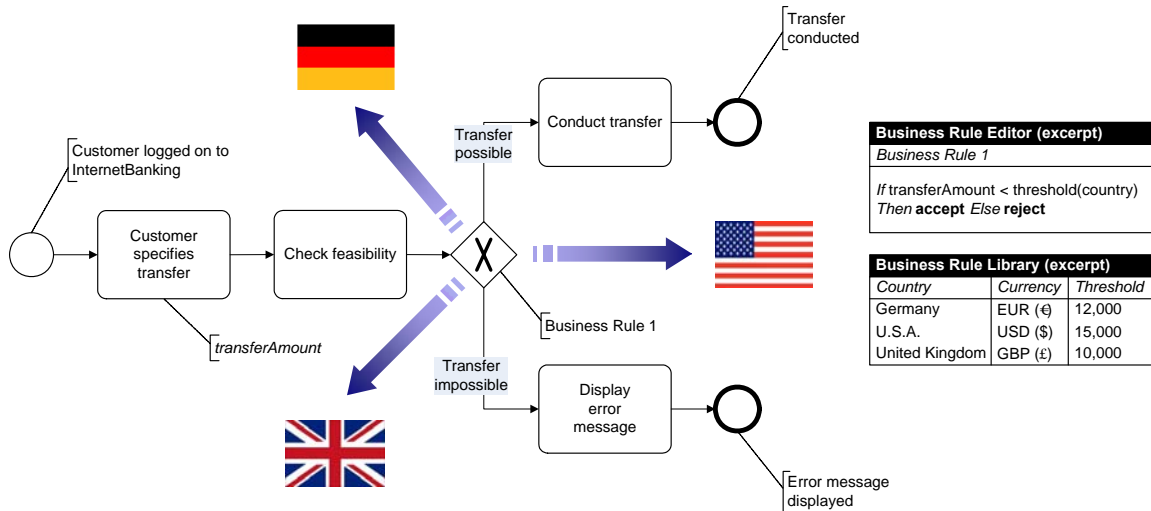 Transfer
conducted
Customer logged on to
InternetBanking
Customer
specifies
transfer
transferAmount
Check feasibility
Transfer
possible
Conduct transfer
X
Business Rule 1
Transfer
impossible
Display
error
message
Error message
displayed
Business Rule Editor (excerpt)
Business Rule 1
If transferAmount < threshold(country)
Then accept Else reject
Business Rule Library (excerpt)
Country Currency Threshold
Germany EUR (€) 12,000
U.S.A. USD ($) 15,000
United Kingdom GBP (£) 10,000